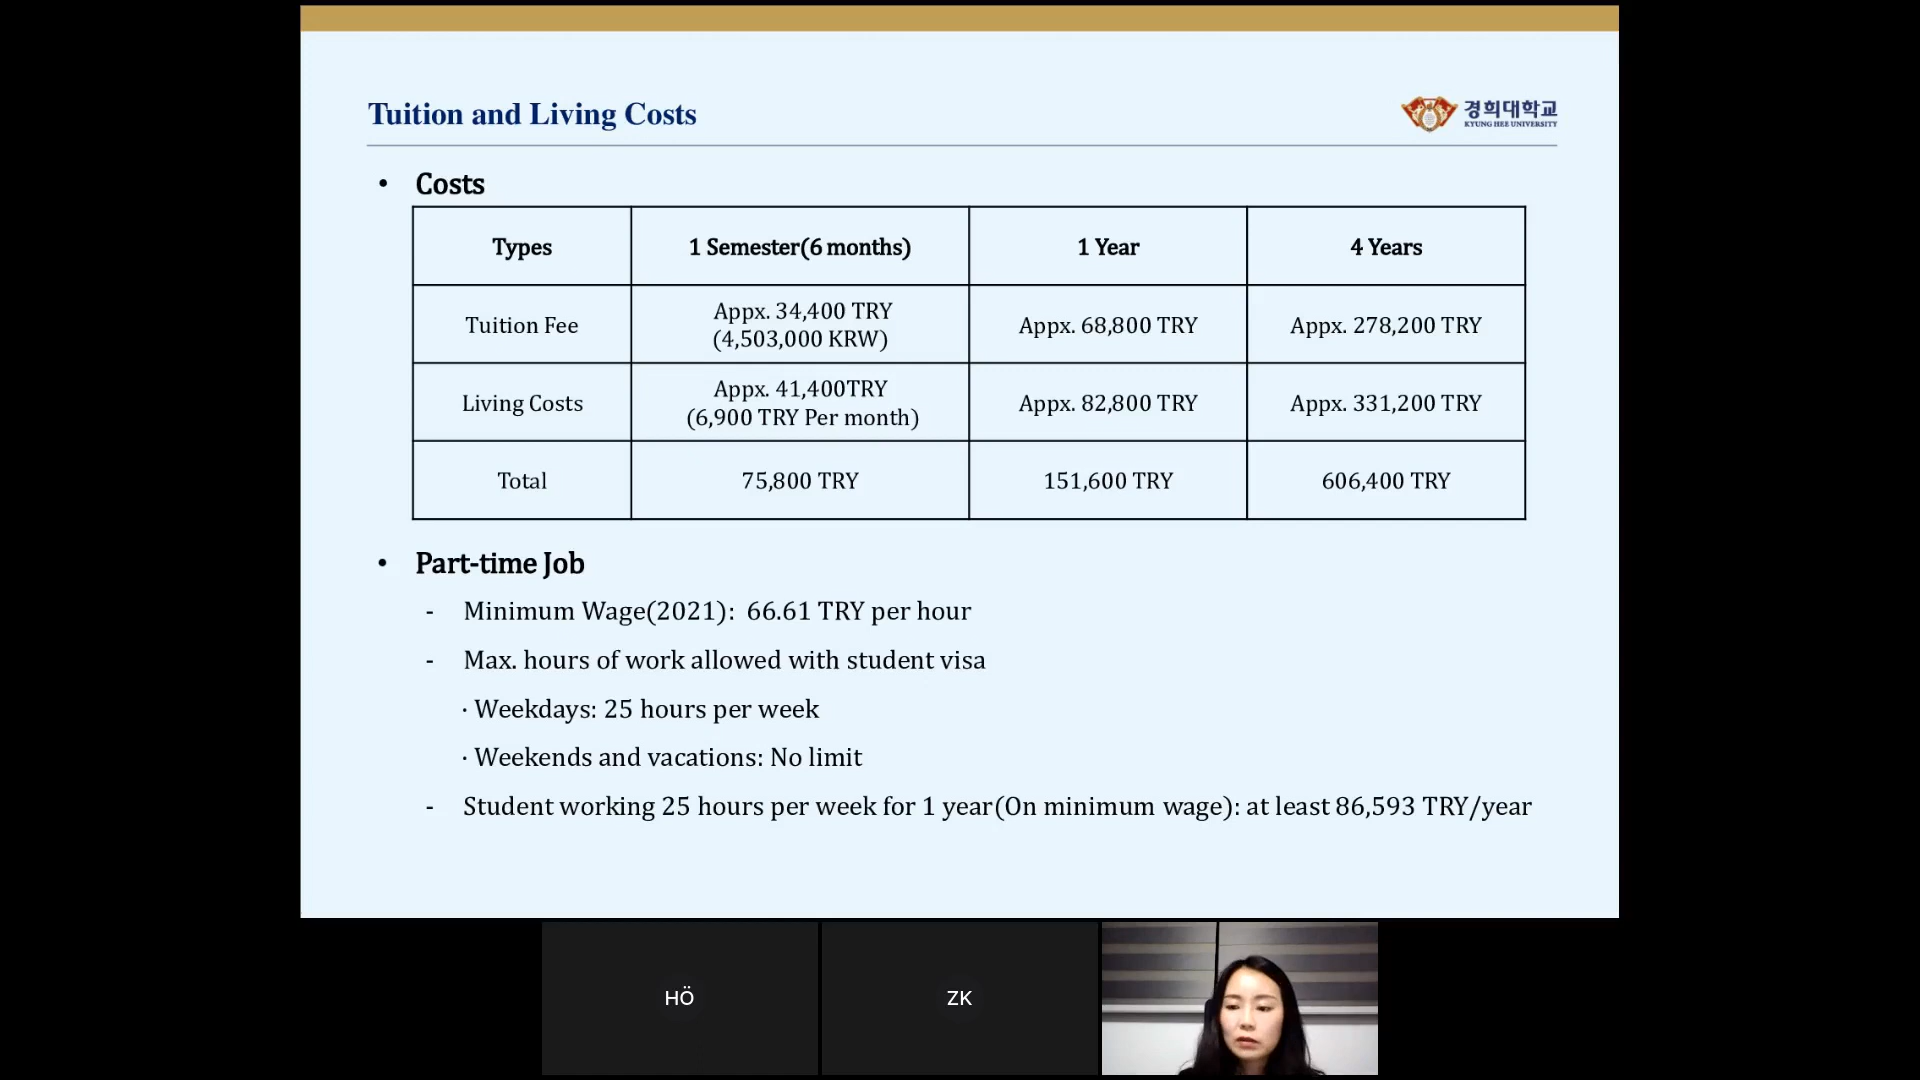 Tuition and Living Costs
경희대학교
KYUNG HEE UNIVERSITY
• Costs
Types
1 Semester(6 months)
1 Year
4 Years
Tuition Fee
Appx. 34,400 TRY
(4,503,000 KRW)
Appx. 68,800 TRY
Appx. 278,200 TRY
Living Costs
Appx. 41,400TRY
(6,900 TRY Per month)
Appx. 82,800 TRY
Appx. 331,200 TRY
Total
75,800 TRY
151,600 TRY
606,400 TRY
• Part-time Job
- Minimum Wage(2021): 66.61 TRY per hour
- Max. hours of work allowed with student visa
· Weekdays: 25 hours per week
· Weekends and vacations: No limit
- Student working 25 hours per week for 1 year(On minimum wage): at least 86,593 TRY/year
HÖ
ZK